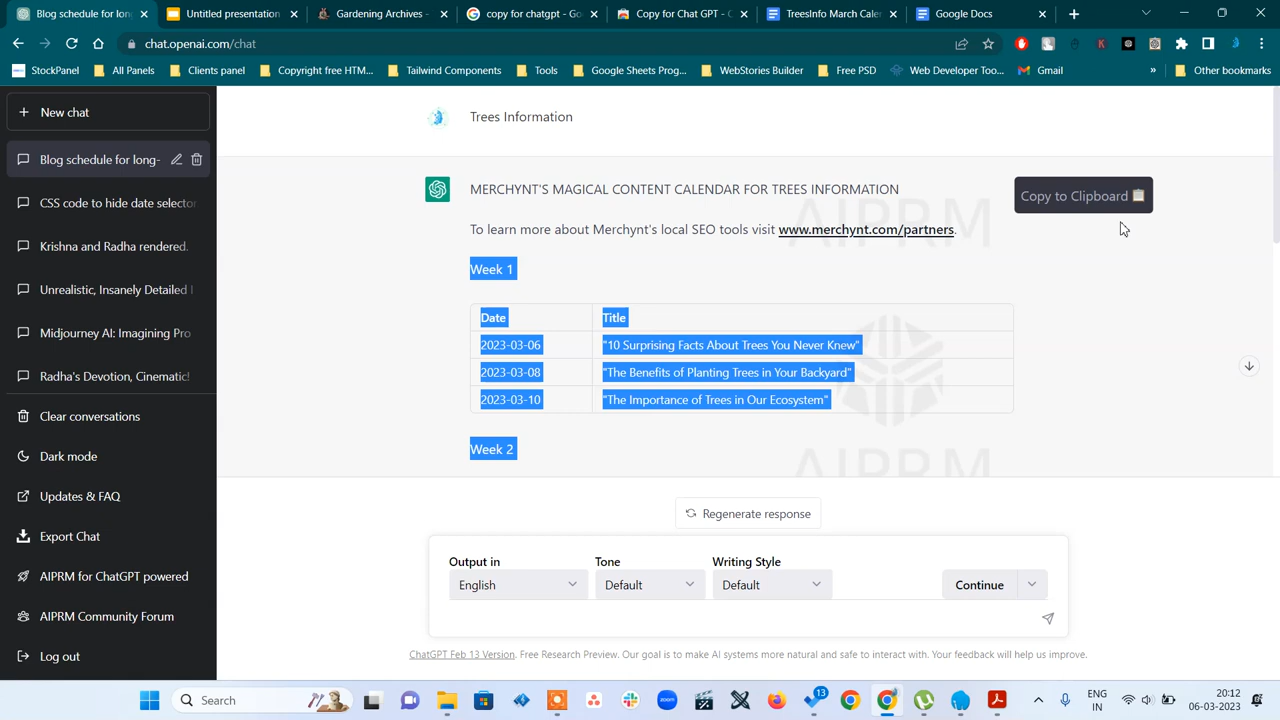 Blog schedule for long-
Untitled presentation
Gardening Archives -
copy for chatgpt - Go
Copy for Chat GPT - C
TreesInfo March Caler
Google Docs
chat.openai.com/chat
StockPanel
All Panels
Clients panel
Copyright free HTM...
Tailwind Components
Tools
Google Sheets Prog...
WebStories Builder
Free PSD
Web Developer Too...
Gmail
»
Other bookmarks
New chat
Blog schedule for long-
CSS code to hide date selector
Krishna and Radha rendered.
Unrealistic, Insanely Detailed
Midjourney AI: Imagining Pro
Radha's Devotion, Cinematic!
Clear conversations
Dark mode
Updates & FAQ
Export Chat
AIPRM for ChatGPT powered
AIPRM Community Forum
Log out
Trees Information
MERCHYNT'S MAGICAL CONTENT CALENDAR FOR TREES INFORMATION
Copy to Clipboard
To learn more about Merchynt's local SEO tools visit www.merchynt.com/partners.
AIPRM
Week 1
Date Title
2023-03-06 "10 Surprising Facts About Trees You Never Knew"
2023-03-08 "The Benefits of Planting Trees in Your Backyard"
2023-03-10 "The Importance of Trees in Our Ecosystem"
Week 2
AIPRM
Regenerate response
Output in Tone Writing Style
English Default Default Continue
ChatGPT Feb 13 Version. Free Research Preview. Our goal is to make AI systems more natural and safe to interact with. Your feedback will help us improve.
Search
zoom
13
ENG
IN
20:12
06-03-2023